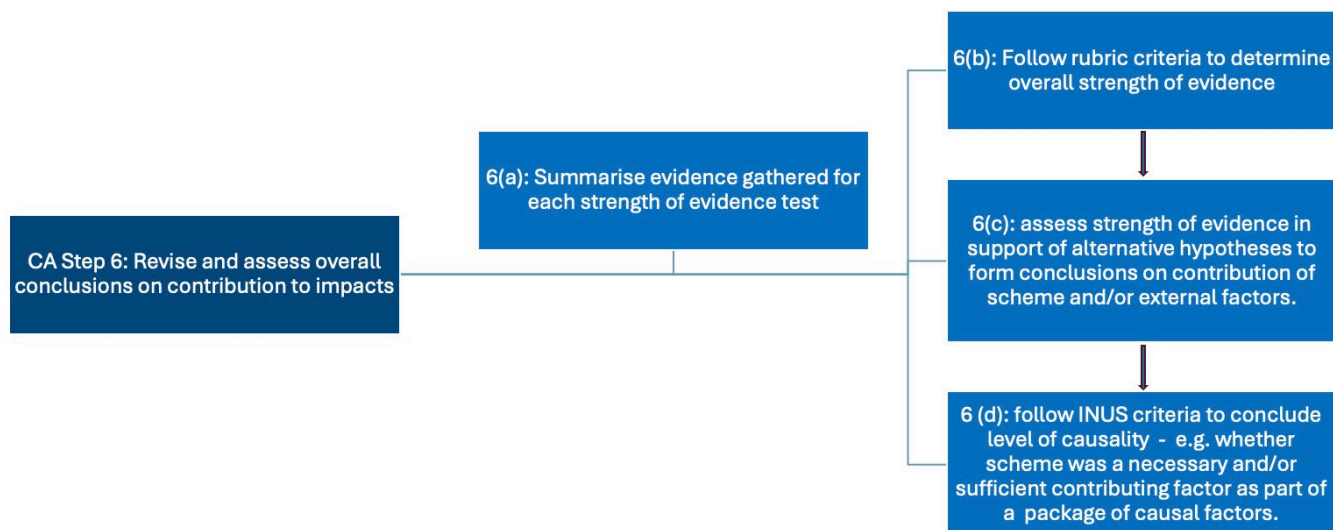 CA Step 6: Revise and assess overall
conclusions on contribution to impacts
6(a): Summarise evidence gathered for
each strength of evidence test
6(b): Follow rubric criteria to determine
overall strength of evidence
6(c): assess strength of evidence in
support of alternative hypotheses to
form conclusions on contribution of
scheme and/or external factors.
6 (d): follow INUS criteria to conclude
level of causality - e.g. whether
scheme was a necessary and/or
sufficient contributing factor as part of
a package of causal factors.